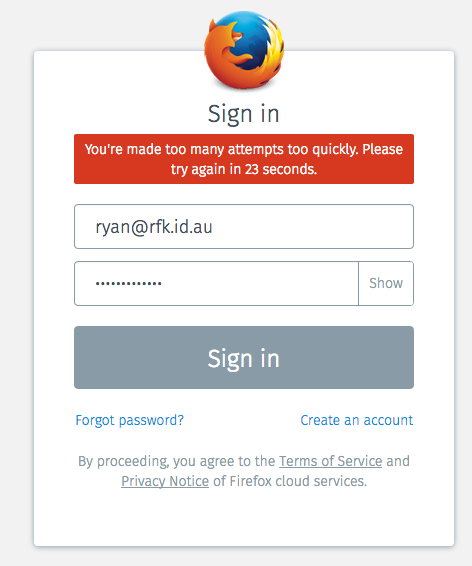 Sign in
You're made too many attempts too quickly. Please
try again in 23 seconds.
ryan@rfk.id.au
•••••••••••••
Show
Sign in
Forgot password?
Create an account
By proceeding, you agree to the Terms of Service and
Privacy Notice of Firefox cloud services.